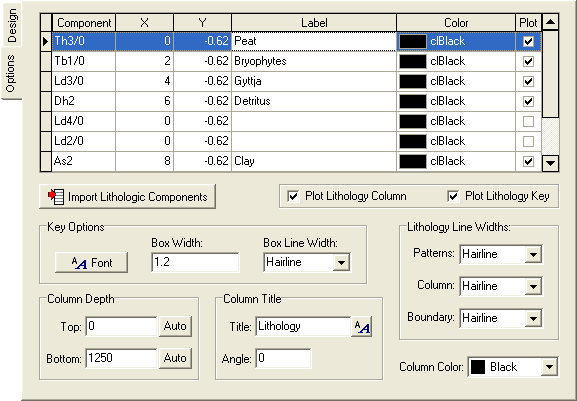 Design
Options
Component X Y Label Color Plot
Th3/0 0 -0.62 Peat clBlack
Tb1/0 2 -0.62 Bryophytes clBlack
Ld3/0 4 -0.62 Gyttja clBlack
Dh2 6 -0.62 Detritus clBlack
Ld4/0 0 -0.62 clBlack
Ld2/0 0 -0.62 clBlack
As2 8 -0.62 Clay clBlack
Import Lithologic Components
Plot Lithology Column Plot Lithology Key
Key Options
Box Width: Box Line Width:
AA Font 1.2 Hairline
Lithology Line Widths:
Patterns: Hairline
Column: Hairline
Boundary: Hairline
Column Depth
Top: 0 Auto
Bottom: 1250 Auto
Column Title
Title: Lithology AA
Angle: 0
Column Color: Black